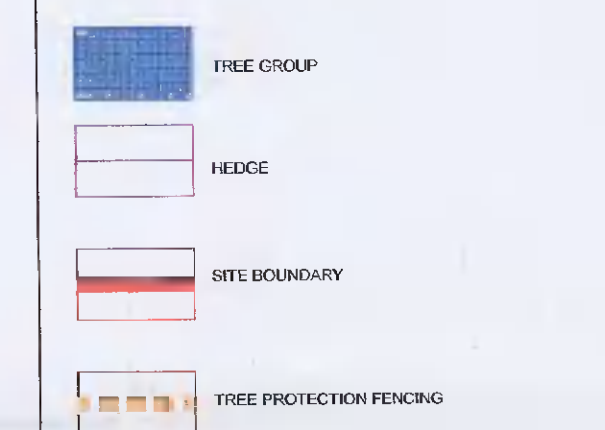 TREE GROUP
HEDGE
SITE BOUNDARY
TREE PROTECTION FENCING